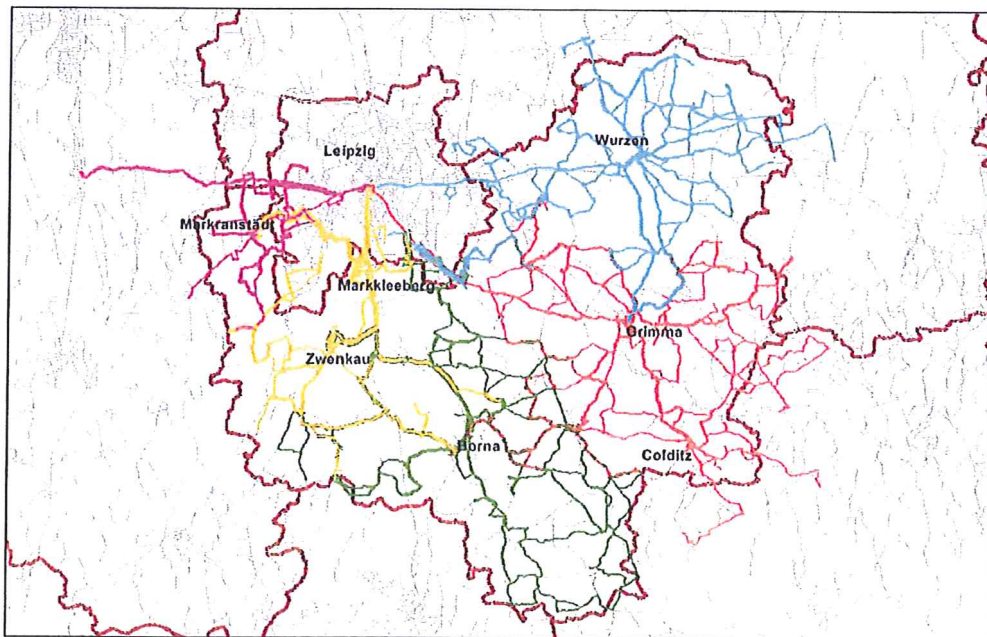 Wurzen
Leipzig
Markranstädt
Markkleeberg
Grimma
Zwenkau
Borna
Colditz